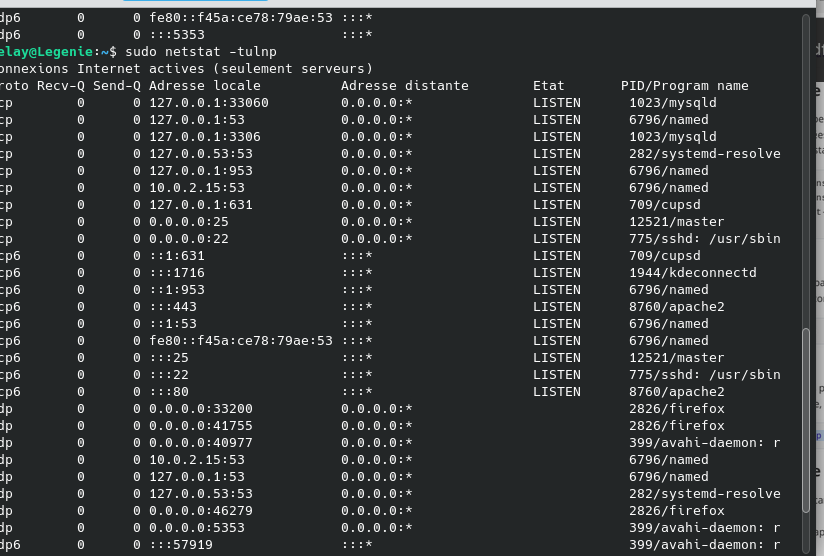 dp6 0 0 fe80::f45a:ce78:79ae:53 :::*
dp6 0 0 :::5353 :::*
elay@Legenie:~$ sudo netstat -tulnp
onnexions Internet actives (seulement serveurs)
roto Recv-Q Send-Q Adresse locale Adresse distante Etat PID/Program name
cp 0 0 127.0.0.1:33060 0.0.0.0:* LISTEN 1023/mysqld
cp 0 0 127.0.0.1:53 0.0.0.0:* LISTEN 6796/named
cp 0 0 127.0.0.1:3306 0.0.0.0:* LISTEN 1023/mysqld
cp 0 0 127.0.0.53:53 0.0.0.0:* LISTEN 282/systemd-resolve
cp 0 0 127.0.0.1:953 0.0.0.0:* LISTEN 6796/named
cp 0 0 10.0.2.15:53 0.0.0.0:* LISTEN 6796/named
cp 0 0 127.0.0.1:631 0.0.0.0:* LISTEN 709/cupsd
cp 0 0 0.0.0.0:25 0.0.0.0:* LISTEN 12521/master
cp 0 0 0.0.0.0:22 0.0.0.0:* LISTEN 775/sshd: /usr/sbin
cp6 0 0 ::1:631 :::* LISTEN 709/cupsd
cp6 0 0 :::1716 :::* LISTEN 1944/kdeconnectd
cp6 0 0 ::1:953 :::* LISTEN 6796/named
cp6 0 0 :::443 :::* LISTEN 8760/apache2
cp6 0 0 ::1:53 :::* LISTEN 6796/named
cp6 0 0 fe80::f45a:ce78:79ae:53 :::* LISTEN 6796/named
cp6 0 0 :::25 :::* LISTEN 12521/master
cp6 0 0 :::22 :::* LISTEN 775/sshd: /usr/sbin
cp6 0 0 :::80 :::* LISTEN 8760/apache2
dp 0 0 0.0.0.0:33200 0.0.0.0:* 2826/firefox
dp 0 0 0.0.0.0:41755 0.0.0.0:* 2826/firefox
dp 0 0 0.0.0.0:40977 0.0.0.0:* 399/avahi-daemon: r
dp 0 0 10.0.2.15:53 0.0.0.0:* 6796/named
dp 0 0 127.0.0.1:53 0.0.0.0:* 6796/named
dp 0 0 127.0.0.53:53 0.0.0.0:* 282/systemd-resolve
dp 0 0 0.0.0.0:46279 0.0.0.0:* 2826/firefox
dp 0 0 0.0.0.0:5353 0.0.0.0:* 399/avahi-daemon: r
dp6 0 0 :::57919 :::* 399/avahi-daemon: r